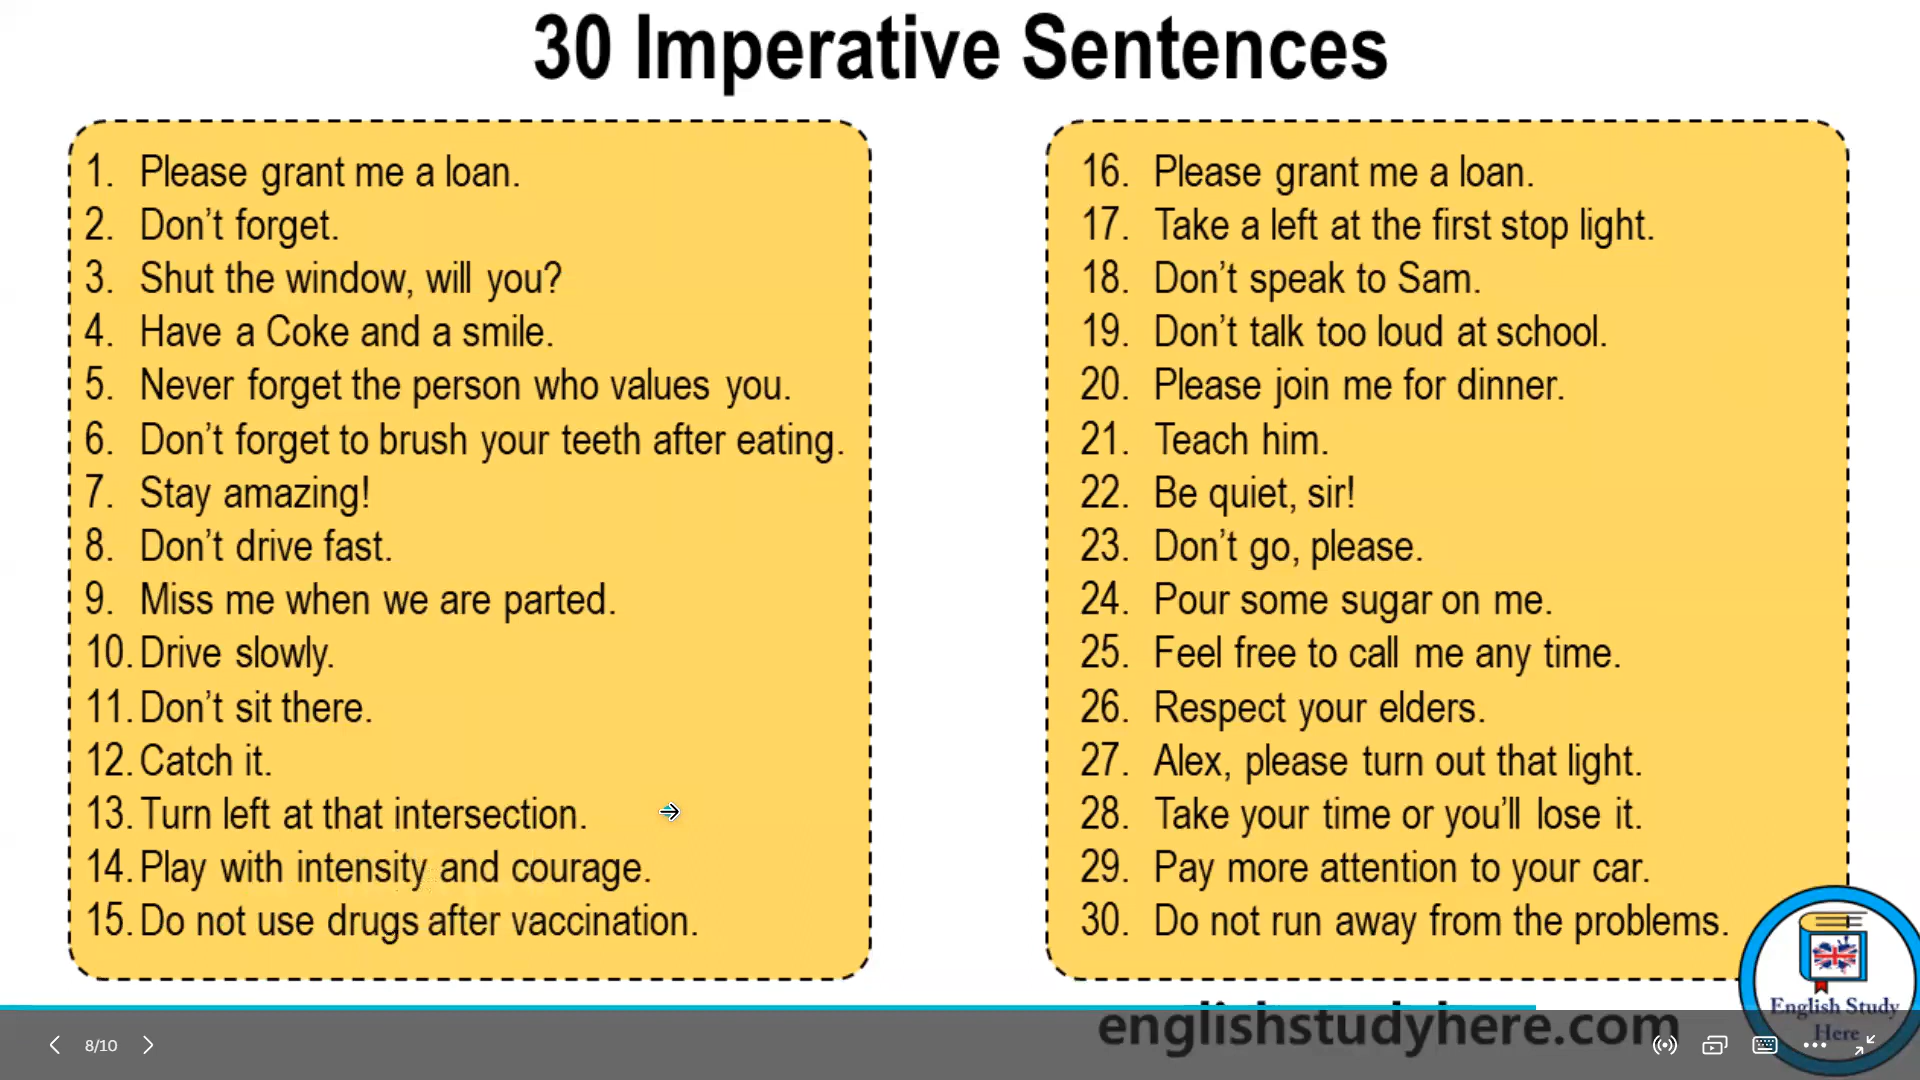 30 Imperative Sentences
1. Please grant me a loan.
2. Don't forget.
3. Shut the window, will you?
4. Have a Coke and a smile.
5. Never forget the person who values you.
6. Don't forget to brush your teeth after eating.
7. Stay amazing!
8. Don't drive fast.
9. Miss me when we are parted.
10. Drive slowly.
11. Don't sit there.
12. Catch it.
13. Turn left at that intersection.
14. Play with intensity and courage.
15. Do not use drugs after vaccination.
16. Please grant me a loan.
17. Take a left at the first stop light.
18. Don't speak to Sam.
19. Don't talk too loud at school.
20. Please join me for dinner.
21. Teach him.
22. Be quiet, sir!
23. Don't go, please.
24. Pour some sugar on me.
25. Feel free to call me any time.
26. Respect your elders.
27. Alex, please turn out that light.
28. Take your time or you'll lose it.
29. Pay more attention to your car.
30. Do not run away from the problems.
English Study
Here
englishstudyhere.com
8/10